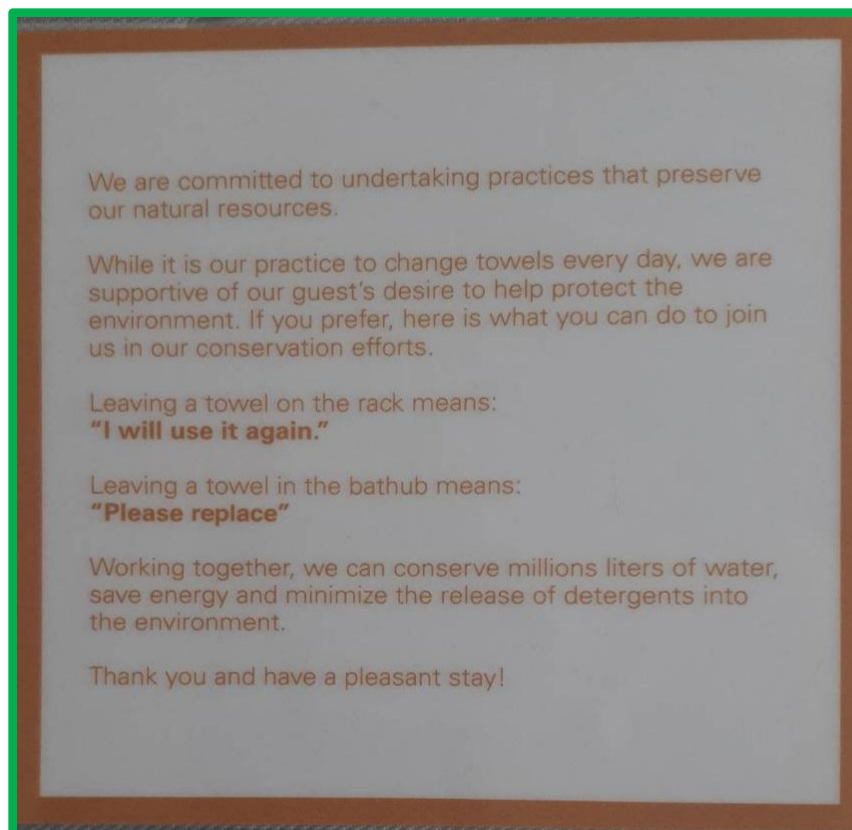 We are committed to undertaking practices that preserve
our natural resources.
While it is our practice to change towels every day, we are
supportive of our guest's desire to help protect the
environment. If you prefer, here is what you can do to join
us in our conservation efforts.
Leaving a towel on the rack means:
"I will use it again."
Leaving a towel in the bathub means:
"Please replace"
Working together, we can conserve millions liters of water,
save energy and minimize the release of detergents into
the environment.
Thank you and have a pleasant stay!